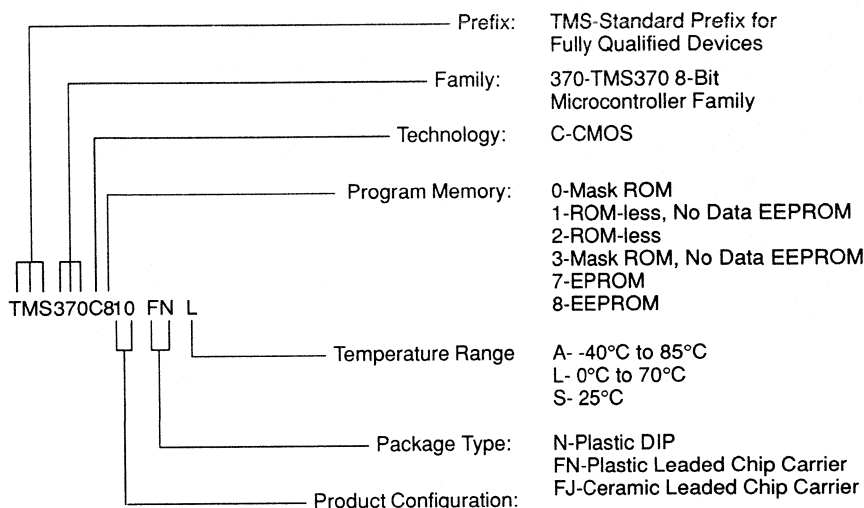 Prefix: TMS-Standard Prefix for
Fully Qualified Devices
Family: 370-TMS370 8-Bit
Microcontroller Family
Technology: C-CMOS
Program Memory: 0-Mask ROM
1-ROM-less, No Data EEPROM
2-ROM-less
3-Mask ROM, No Data EEPROM
7-EPROM
8-EEPROM
TMS370C810 FN L
Temperature Range A- -40°C to 85°C
L- 0°C to 70°C
S- 25°C
Package Type: N-Plastic DIP
FN-Plastic Leaded Chip Carrier
FJ-Ceramic Leaded Chip Carrier
Product Configuration: